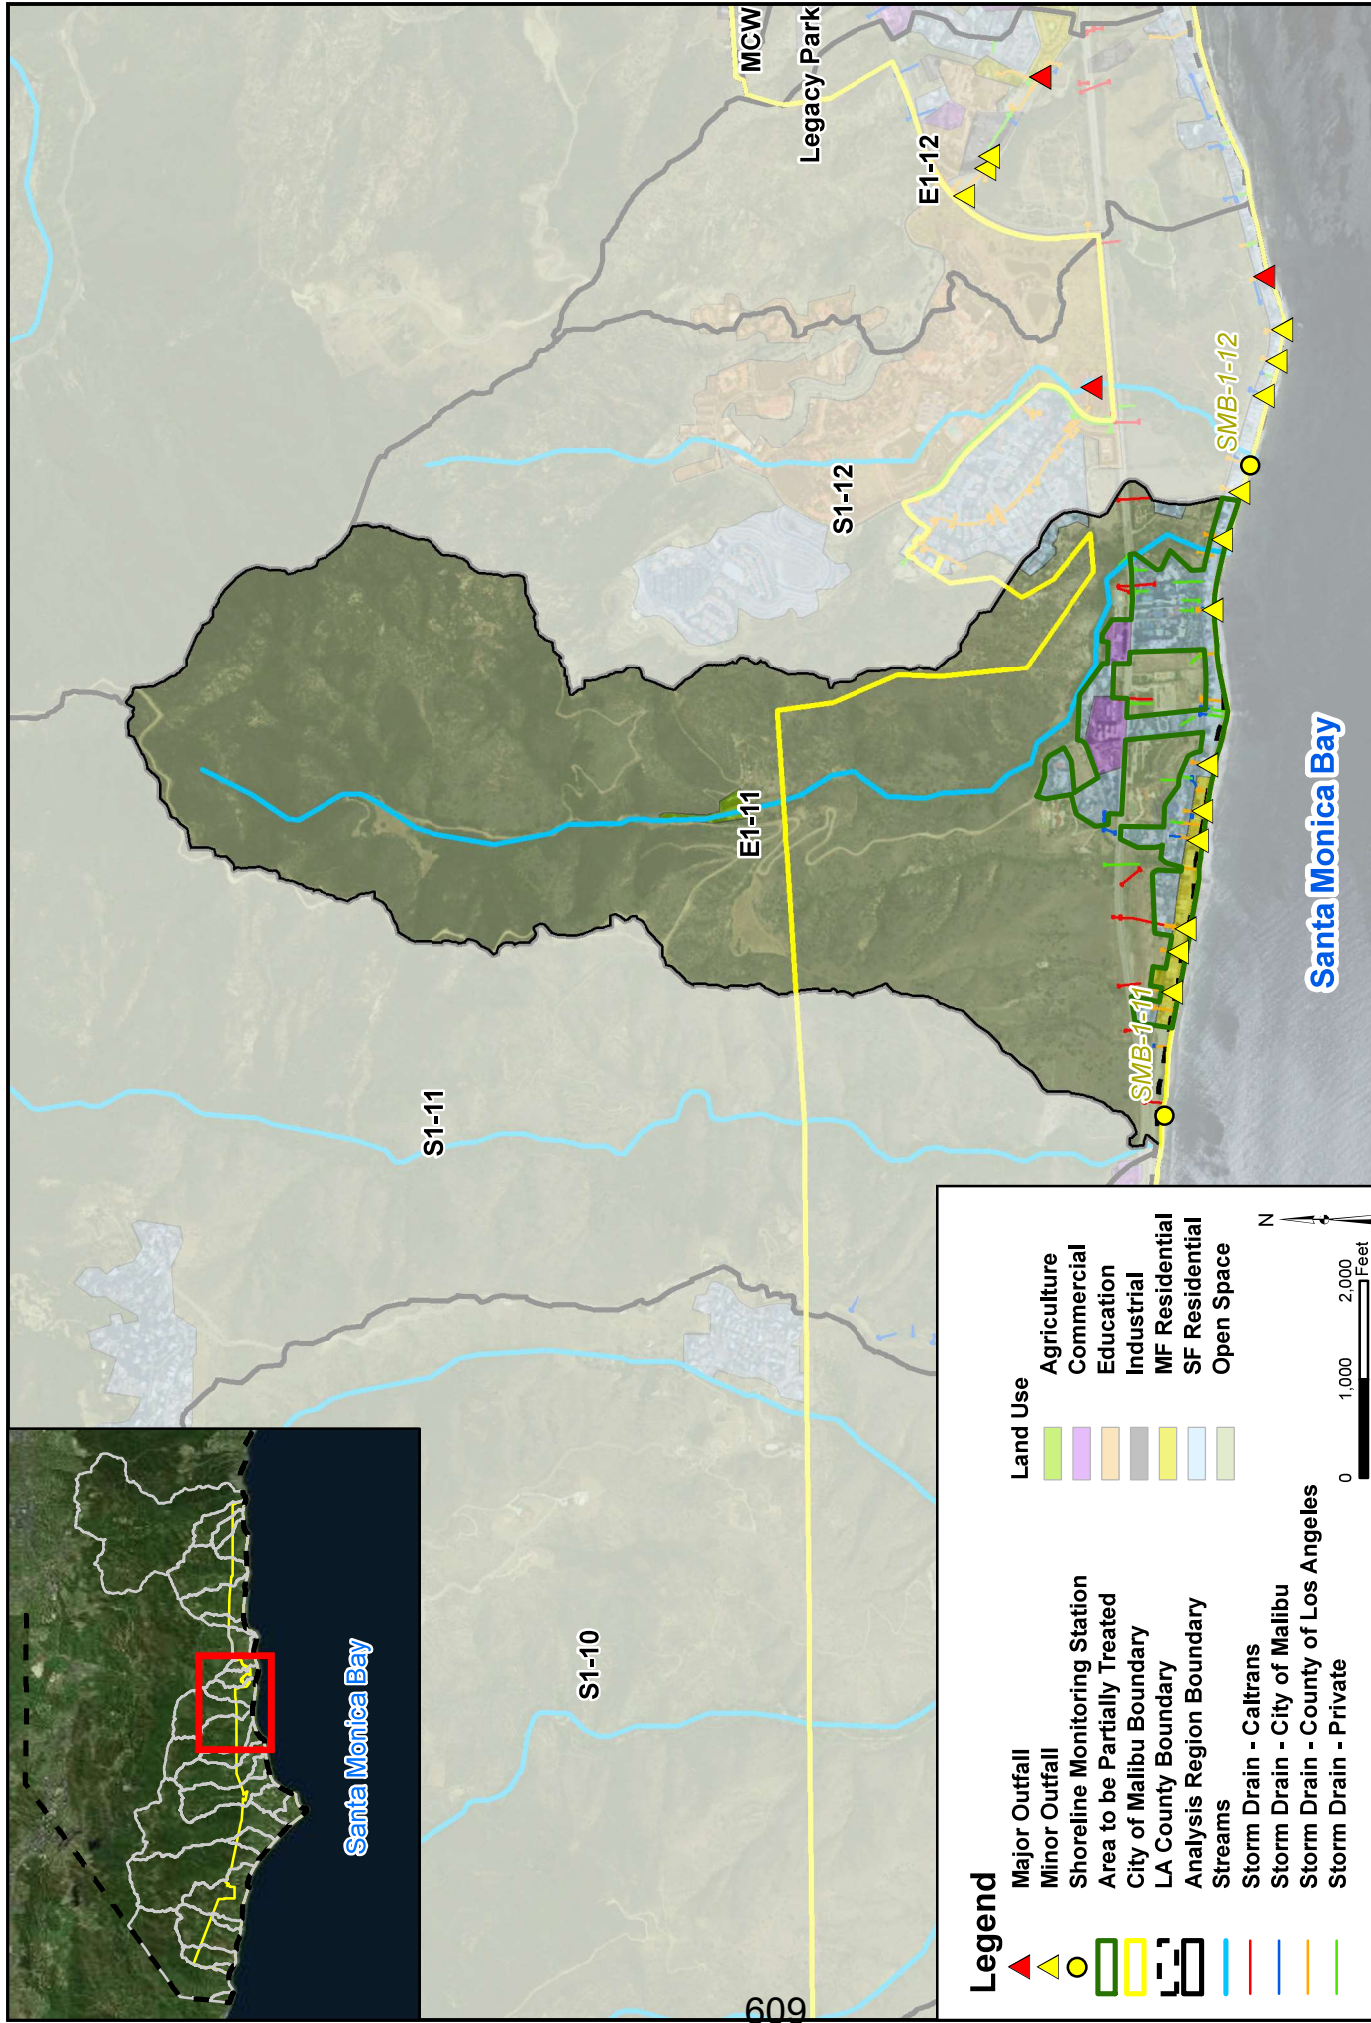 Santa Monica Bay
S1-10
S1-11
E1-11
S1-12
E1-12
MCW
Legacy Park
SMB-1-11
SMB-1-12
Santa Monica Bay
Legend
Major Outfall
Minor Outfall
Shoreline Monitoring Station
Area to be Partially Treated
City of Malibu Boundary
LA County Boundary
Analysis Region Boundary
Streams
Storm Drain - Caltrans
Storm Drain - City of Malibu
Storm Drain - County of Los Angeles
Storm Drain - Private
Land Use
Agriculture
Commercial
Education
Industrial
MF Residential
SF Residential
Open Space
N
0 1,000 2,000
Feet
609